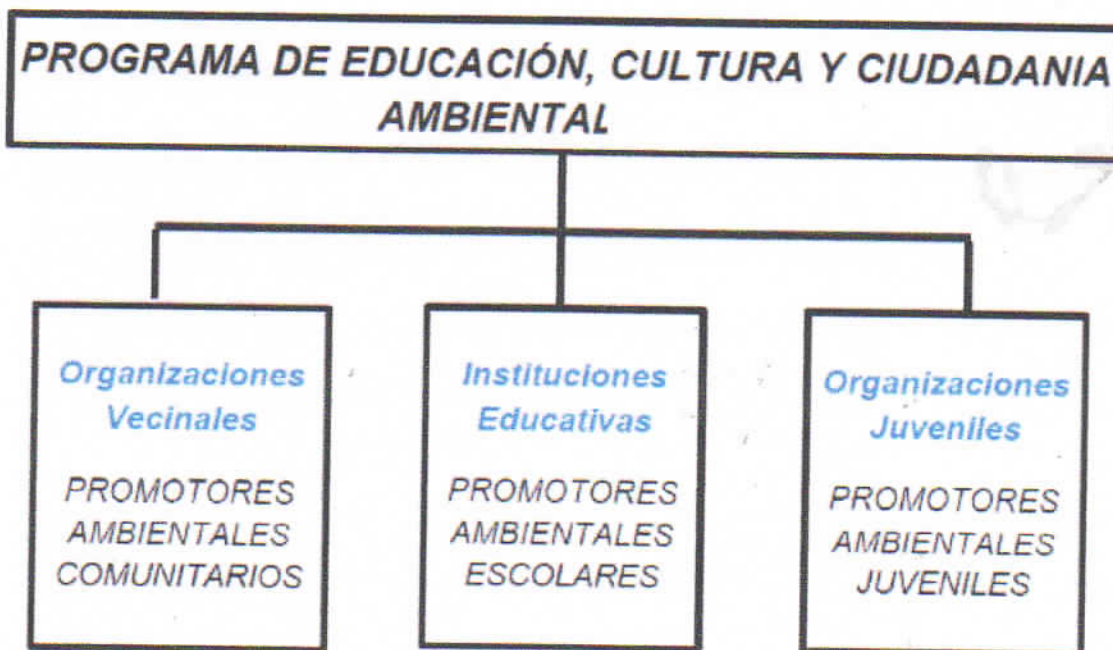 PROGRAMA DE EDUCACIÓN, CULTURA Y CIUDADANIA
AMBIENTAL
Organizaciones
Vecinales
PROMOTORES
AMBIENTALES
COMUNITARIOS
Instituciones
Educativas
PROMOTORES
AMBIENTALES
ESCOLARES
Organizaciones
Juveniles
PROMOTORES
AMBIENTALES
JUVENILES